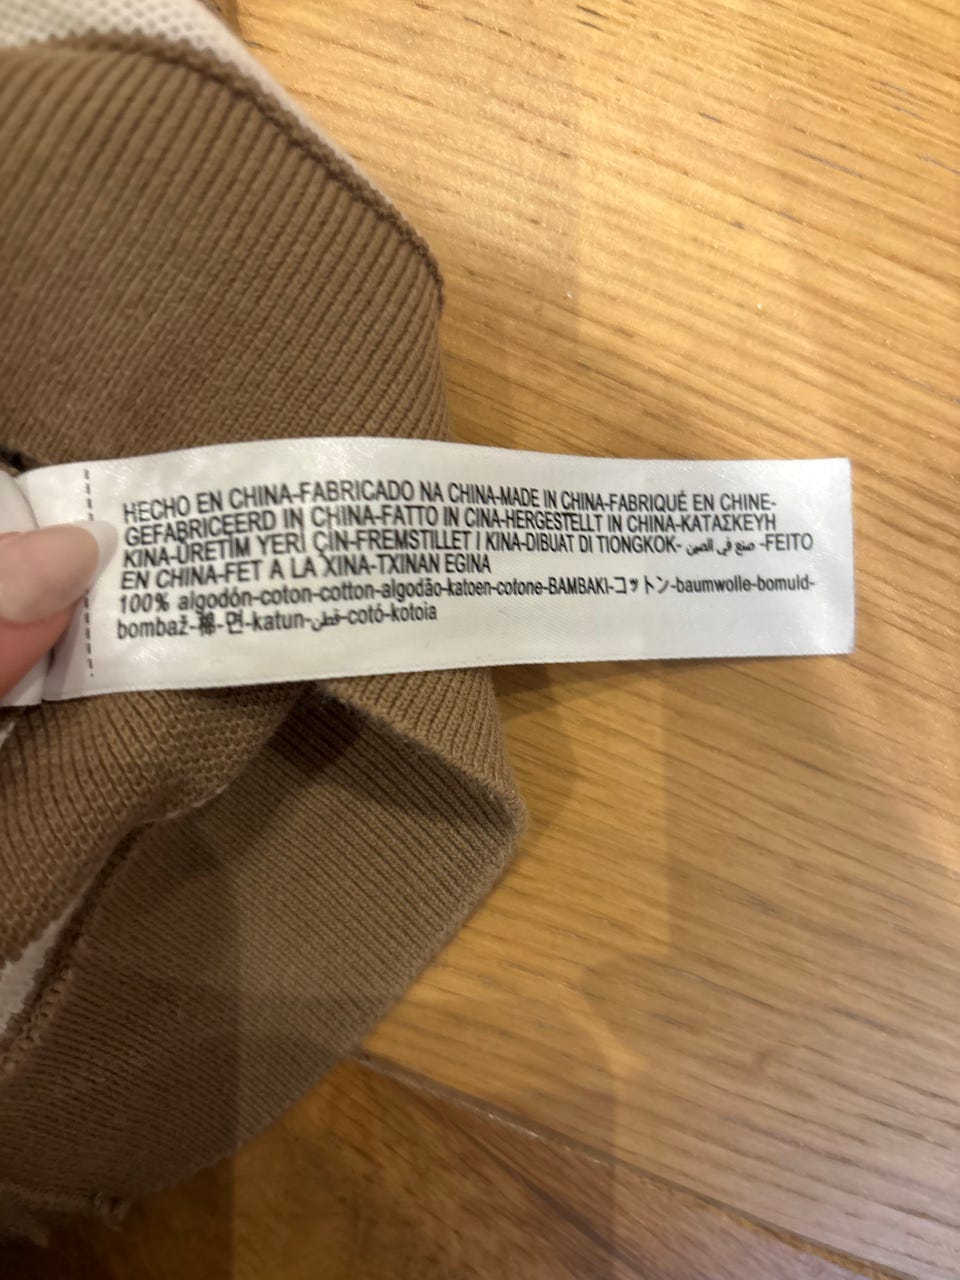 HECHO EN CHINA-FABRICADO NA CHINA-MADE IN CHINA-FABRIQUÉ EN CHINE-
GEFABRICEERD IN CHINA-FATTO IN CINA-HERGESTELLT IN CHINA-ΚΑΤΑΣΚΕΥΗ
KINA-ÜRETİM YERİ ÇİN-FREMSTILLET I KINA-DIBUAT DI TIONGKOK- صنع في الصين -FEITO
EN CHINA-FET A LA XINA-TXINAN EGINA
100% algodón-coton-cotton-algodão-katoen-cotone-BAMBAKI-コットン-baumwolle-bomuld-
bombaž-棉-면-katun-قطن-cotó-kotoia